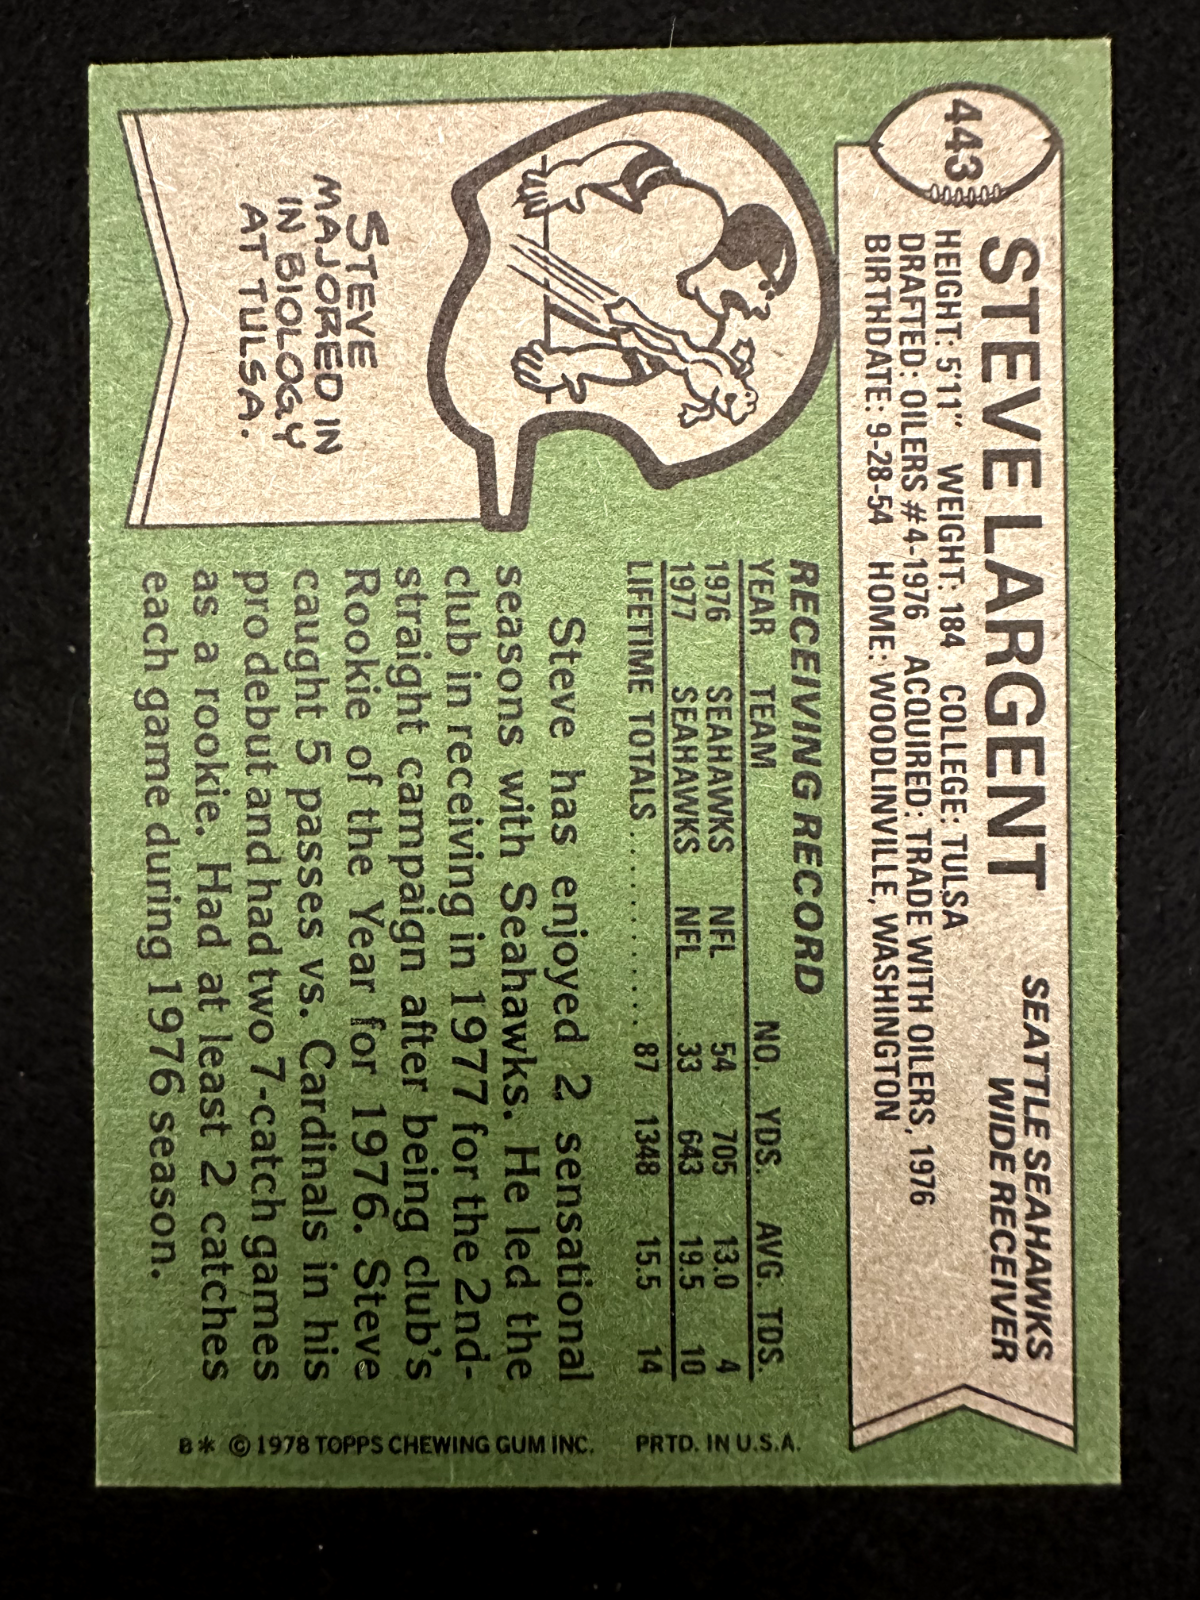 443
STEVE LARGENT
SEATTLE SEAHAWKS
WIDE RECEIVER
HEIGHT: 5'11" WEIGHT: 184 COLLEGE: TULSA
DRAFTED: OILERS #4-1976 ACQUIRED: TRADE WITH OILERS, 1976
BIRTHDATE: 9-28-54 HOME: WOODLINVILLE, WASHINGTON
STEVE
MAJORED IN
IN BIOLOGY
AT TULSA.
RECEIVING RECORD
YEAR TEAM NO. YDS. AVG. TDS.
1976 SEAHAWKS NFL 54 705 13.0 4
1977 SEAHAWKS NFL 33 643 19.5 10
LIFETIME TOTALS .............. 87 1348 15.5 14
Steve has enjoyed 2 sensational
seasons with Seahawks. He led the
club in receiving in 1977 for the 2nd-
straight campaign after being club's
Rookie of the Year for 1976. Steve
caught 5 passes vs. Cardinals in his
pro debut and had two 7-catch games
as a rookie. Had at least 2 catches
each game during 1976 season.
B* © 1978 TOPPS CHEWING GUM INC. PRTD. IN U.S.A.